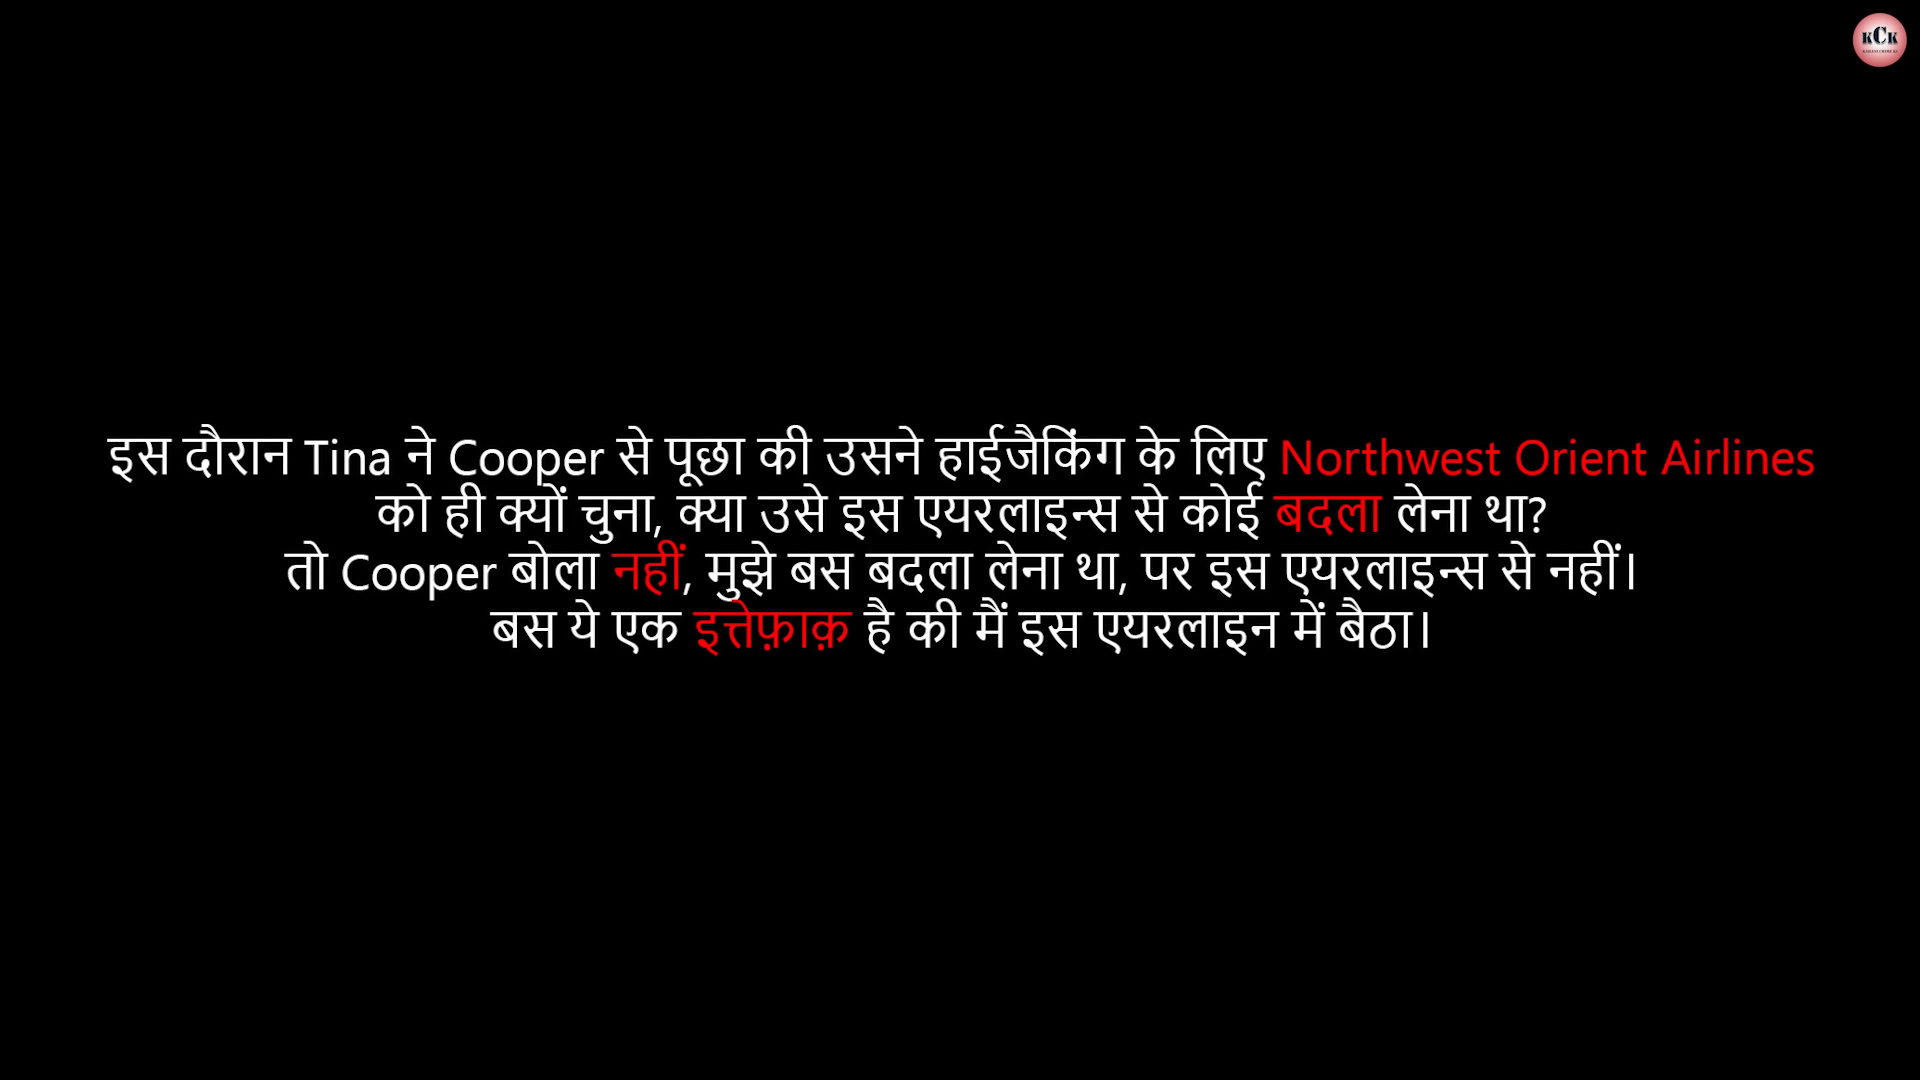 KCK
इस दौरान Tina ने Cooper से पूछा की उसने हाईजैकिंग के लिए Northwest Orient Airlines
को ही क्यों चुना, क्या उसे इस एयरलाइन्स से कोई बदला लेना था?
तो Cooper बोला नहीं, मुझे बस बदला लेना था, पर इस एयरलाइन्स से नहीं।
बस ये एक इत्तेफ़ाक़ है की मैं इस एयरलाइन में बैठा।